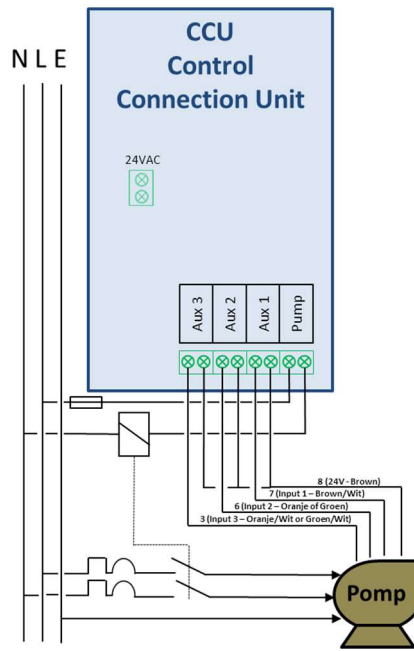 CCU
Control
Connection Unit
N L E
24VAC
Aux 3
Aux 2
Aux 1
Pump
8 (24V - Brown)
7 (Input 1 – Brown/Wit)
6 (Input 2 – Oranje of Groen)
3 (Input 3 – Oranje/Wit or Groen/Wit)
Pomp